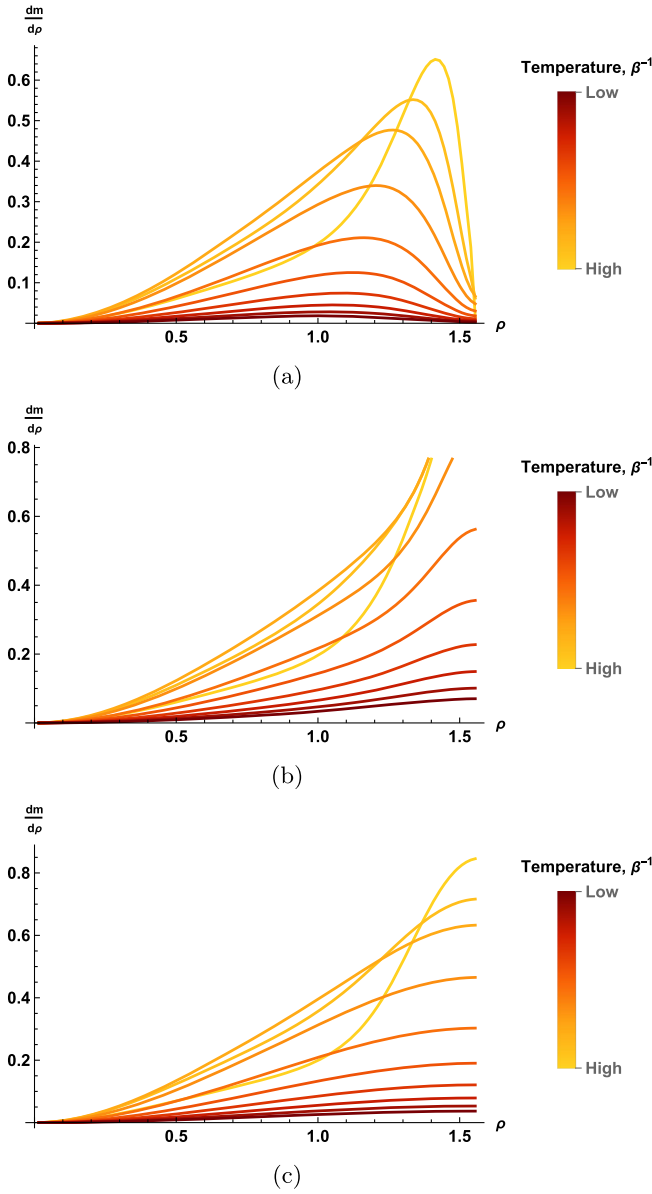 dm
dρ
0.6
0.5
0.4
0.3
0.2
0.1
0.5 1.0 1.5 ρ
Temperature, β⁻¹
Low
High
(a)
dm
dρ
0.8
0.6
0.4
0.2
0.5 1.0 1.5 ρ
Temperature, β⁻¹
Low
High
(b)
dm
dρ
0.8
0.6
0.4
0.2
0.5 1.0 1.5 ρ
Temperature, β⁻¹
Low
High
(c)